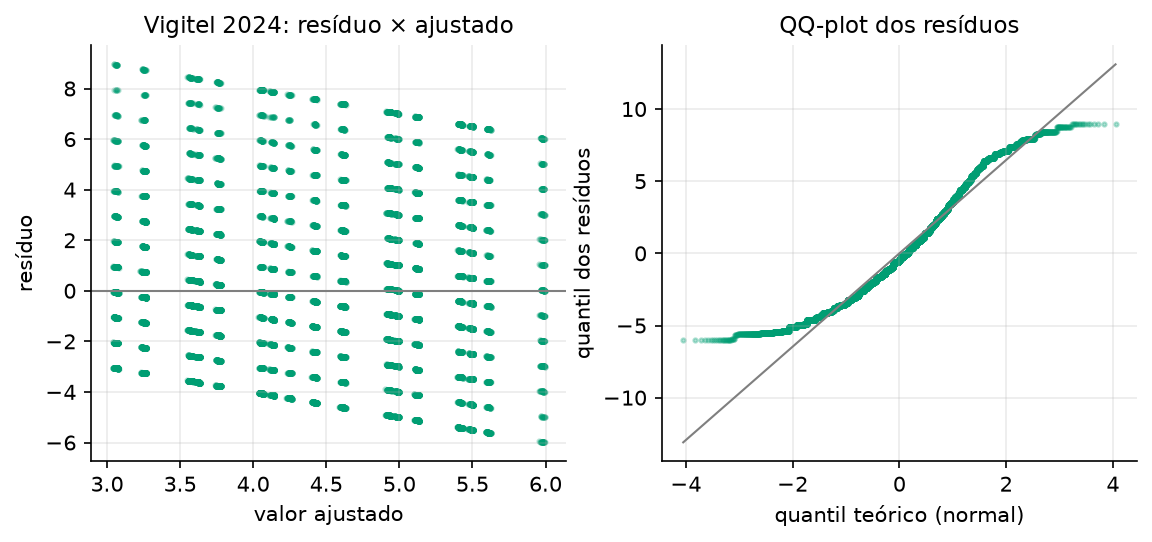 Vigitel 2024: resíduo × ajustado
resíduo
8
6
4
2
0
−2
−4
−6
3.0 3.5 4.0 4.5 5.0 5.5 6.0
valor ajustado
QQ-plot dos resíduos
quantil dos resíduos
10
5
0
−5
−10
−4 −2 0 2 4
quantil teórico (normal)